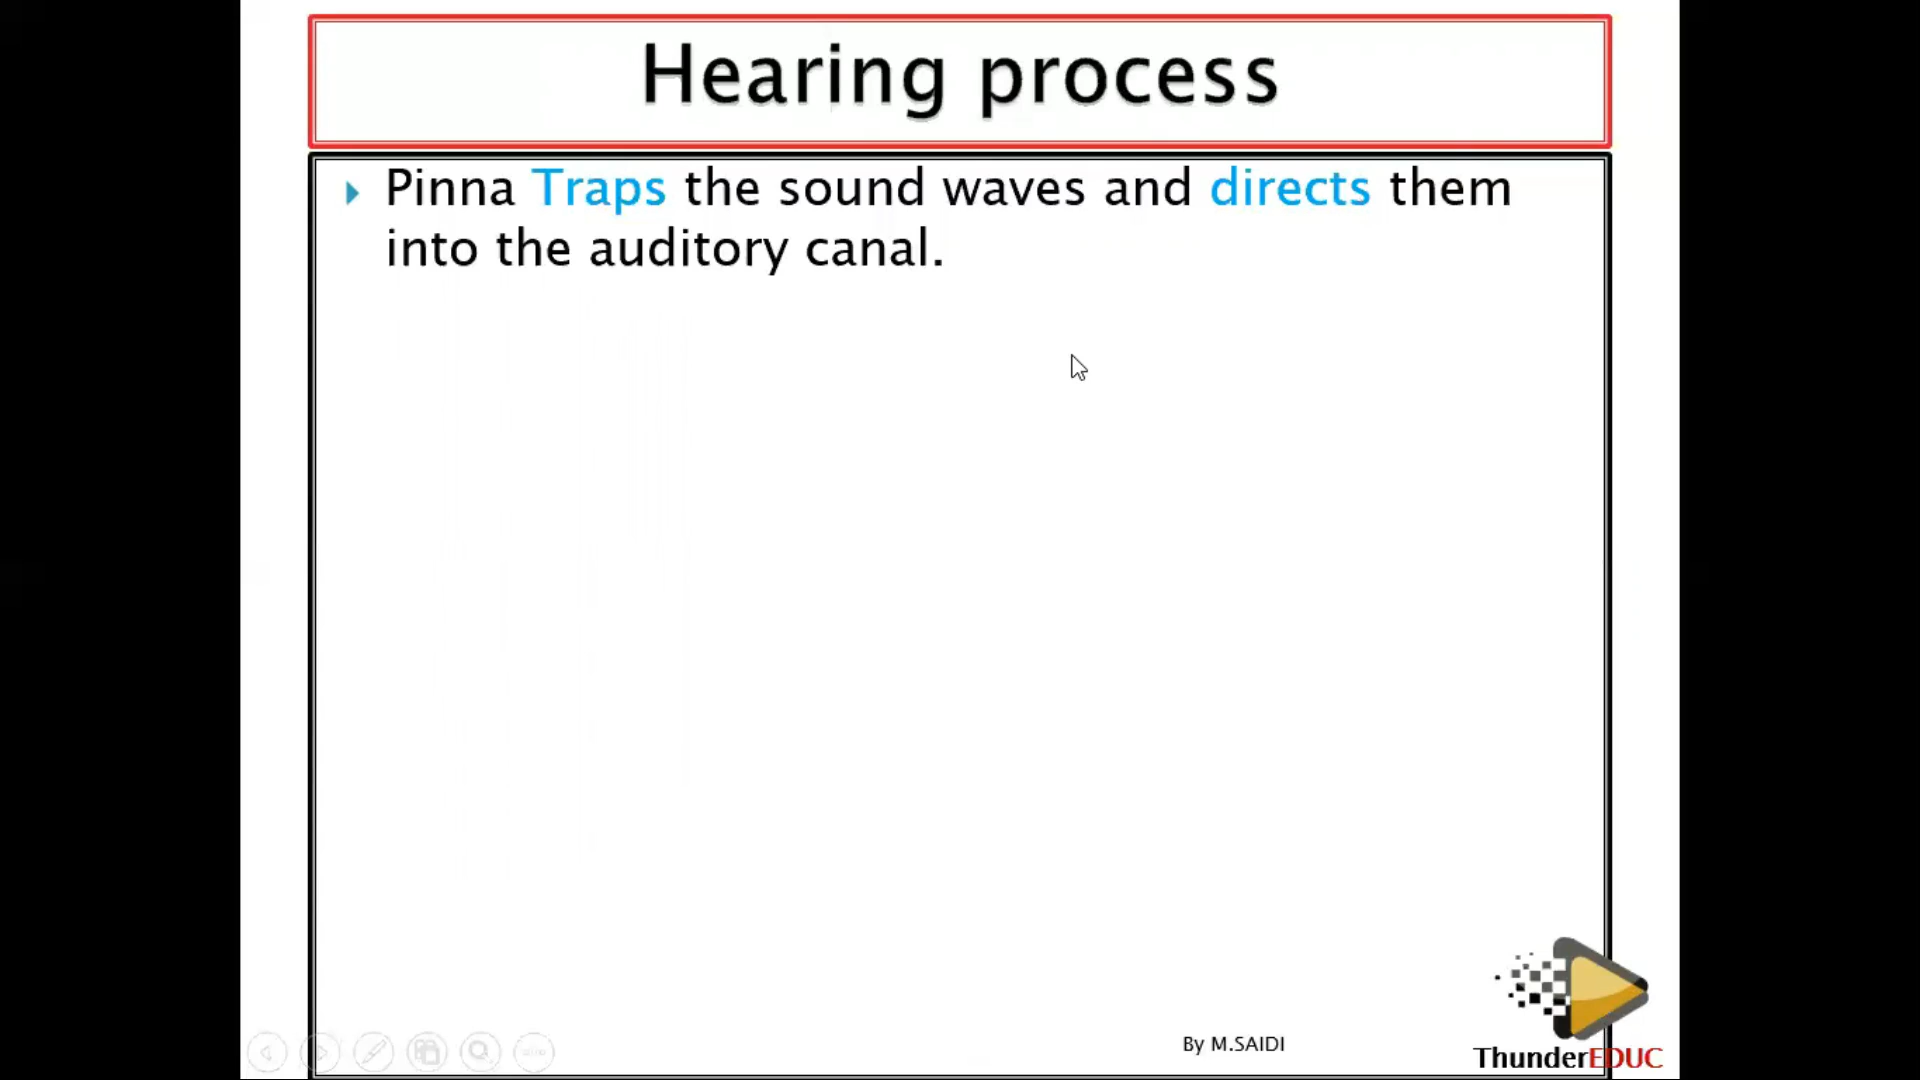 Hearing process
Pinna Traps the sound waves and directs them
into the auditory canal.
By M.SAIDI
ThunderEDUC